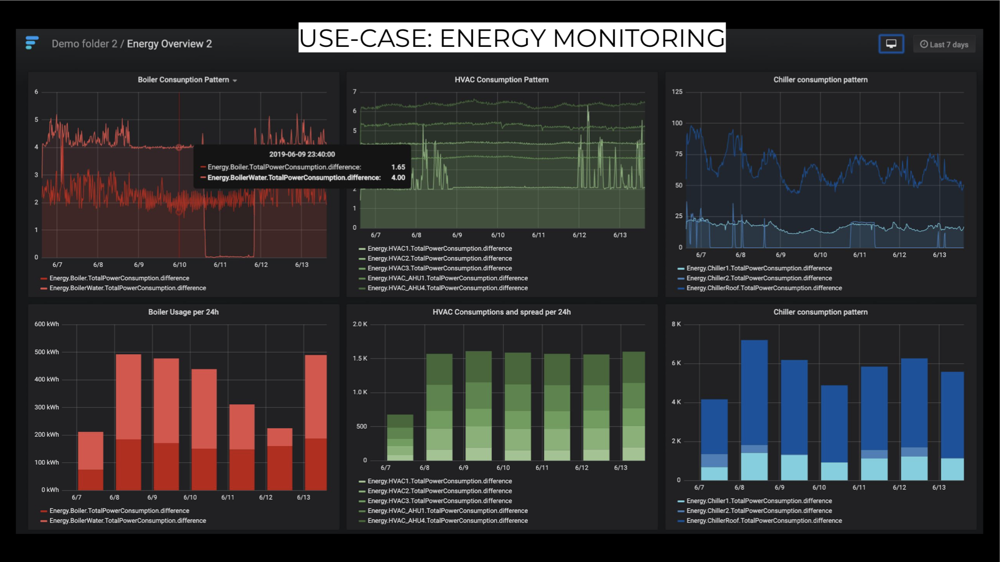 USE-CASE: ENERGY MONITORING
Demo folder 2 / Energy Overview 2
Last 7 days
Boiler Consunption Pattern
6
5
4
3
2
1
0
6/7 6/8 6/9 6/10 6/11 6/12 6/13
2019-06-09 23:40:00
Energy.Boiler.TotalPowerConsumption.difference: 1.65
Energy.BoilerWater.TotalPowerConsumption.difference: 4.00
Energy.Boiler.TotalPowerConsumption.difference
Energy.BoilerWater.TotalPowerConsumption.difference
HVAC Consumption Pattern
7
6
5
2
1
0
6/7 6/8 6/9 6/10 6/11 6/12 6/13
Energy.HVAC1.TotalPowerConsumption.difference
Energy.HVAC2.TotalPowerConsumption.difference
Energy.HVAC3.TotalPowerConsumption.difference
Energy.HVAC_AHU1.TotalPowerConsumption.difference
Energy.HVAC_AHU4.TotalPowerConsumption.difference
Chiller consumption pattern
125
100
75
50
25
0
6/7 6/8 6/9 6/10 6/11 6/12 6/13
Energy.Chiller1.TotalPowerConsumption.difference
Energy.Chiller2.TotalPowerConsumption.difference
Energy.ChillerRoof.TotalPowerConsumption.difference
Boiler Usage per 24h
600 kWh
500 kWh
400 kWh
300 kWh
200 kWh
100 kWh
0 kWh
6/7 6/8 6/9 6/10 6/11 6/12 6/13
Energy.Boiler.TotalPowerConsumption.difference
Energy.BoilerWater.TotalPowerConsumption.difference
HVAC Consumptions and spread per 24h
2.0 K
1.5 K
1.0 K
500
0
6/7 6/8 6/9 6/10 6/11 6/12 6/13
Energy.HVAC1.TotalPowerConsumption.difference
Energy.HVAC2.TotalPowerConsumption.difference
Energy.HVAC3.TotalPowerConsumption.difference
Energy.HVAC_AHU1.TotalPowerConsumption.difference
Energy.HVAC_AHU4.TotalPowerConsumption.difference
Chiller consumption pattern
8 K
6 K
4 K
2 K
0
6/7 6/8 6/9 6/10 6/11 6/12 6/13
Energy.Chiller1.TotalPowerConsumption.difference
Energy.Chiller2.TotalPowerConsumption.difference
Energy.ChillerRoof.TotalPowerConsumption.difference